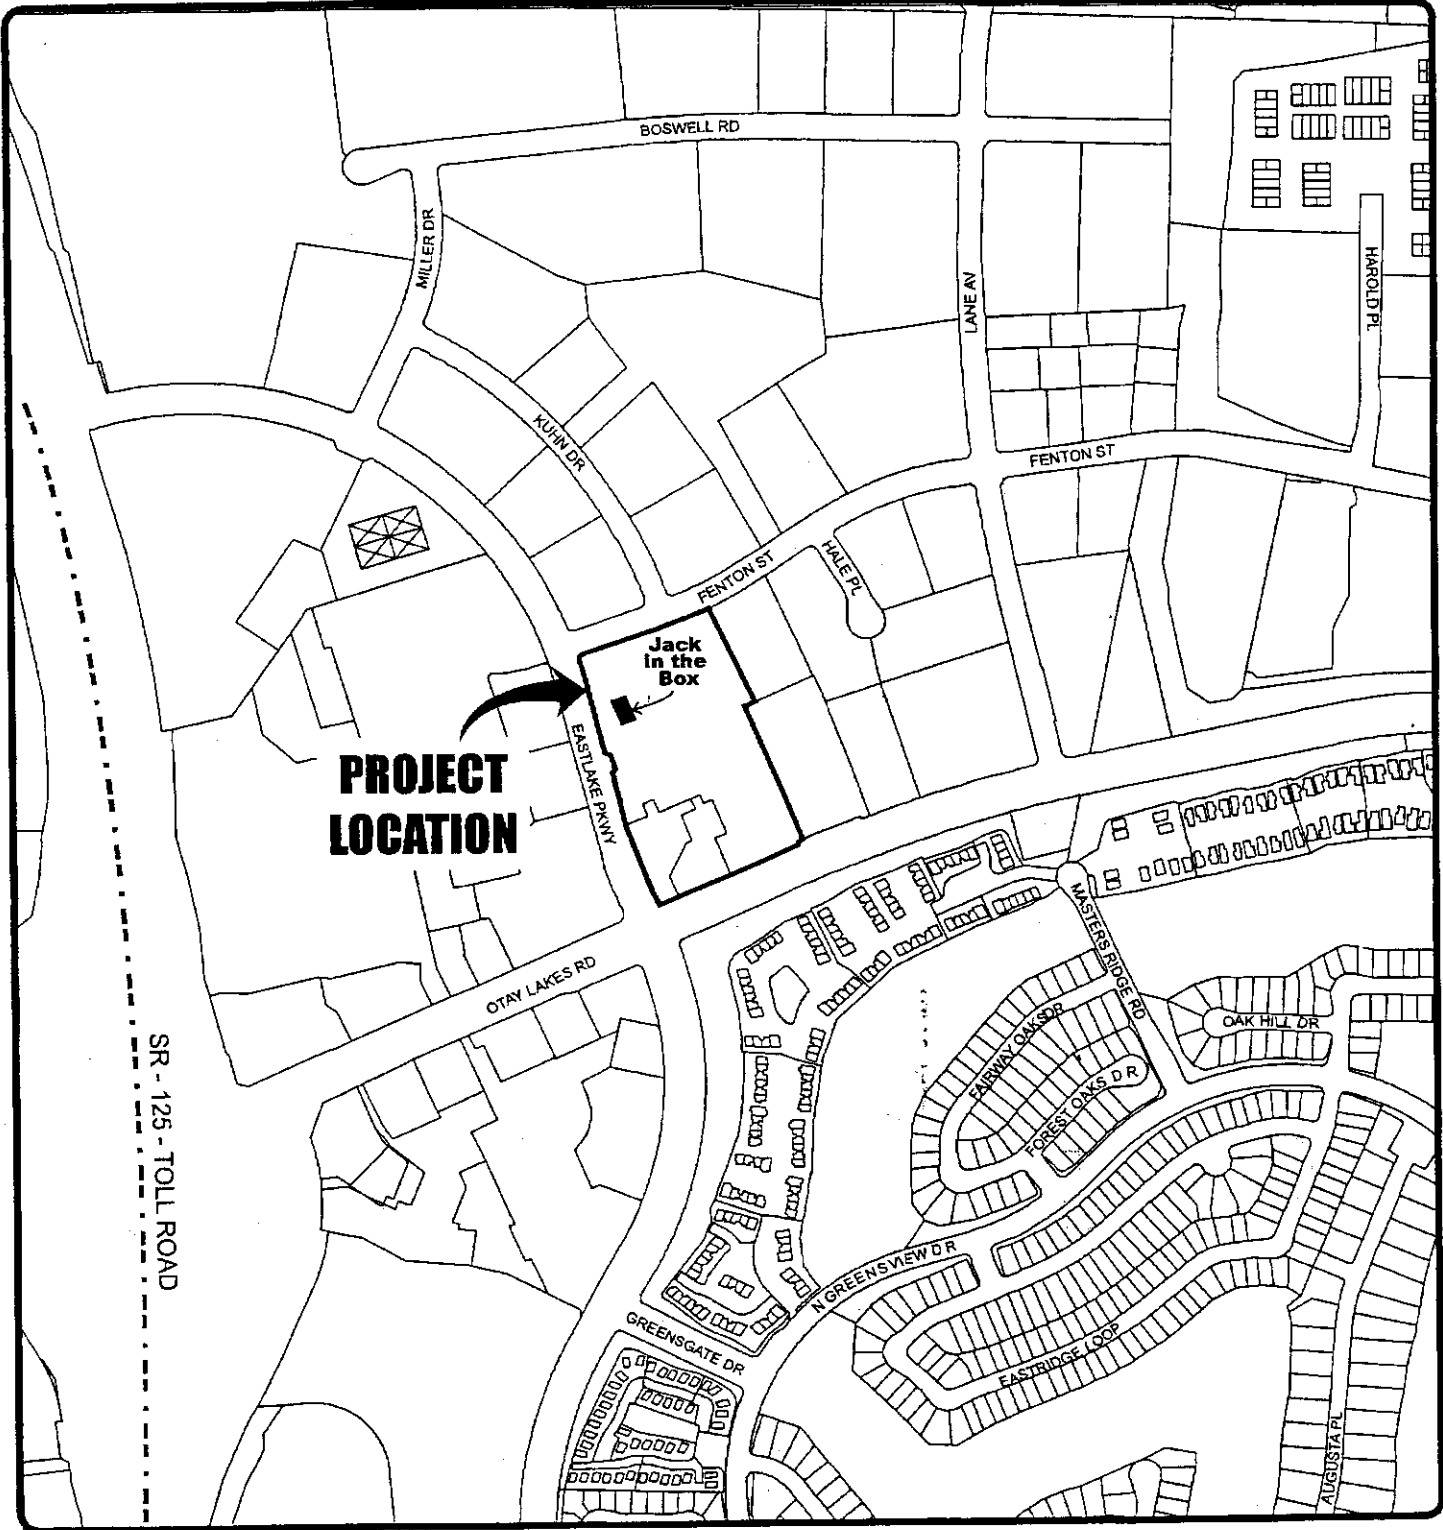 BOSWELL RD
MILLER DR
LANE AV
HAROLD PL
KUHN DR
FENTON ST
FENTON ST
HALE PL
Jack
in the
Box
PROJECT
LOCATION
EASTLAKE PKWY
OTAY LAKES RD
MASTERS RIDGE RD
FAIRWAY OAKS DR
OAK HILL DR
FOREST OAKS DR
SR - 125 - TOLL ROAD
N GREENSVIEW DR
GREENSGATE DR
EASTRIDGE LOOP
AUGUSTA PL